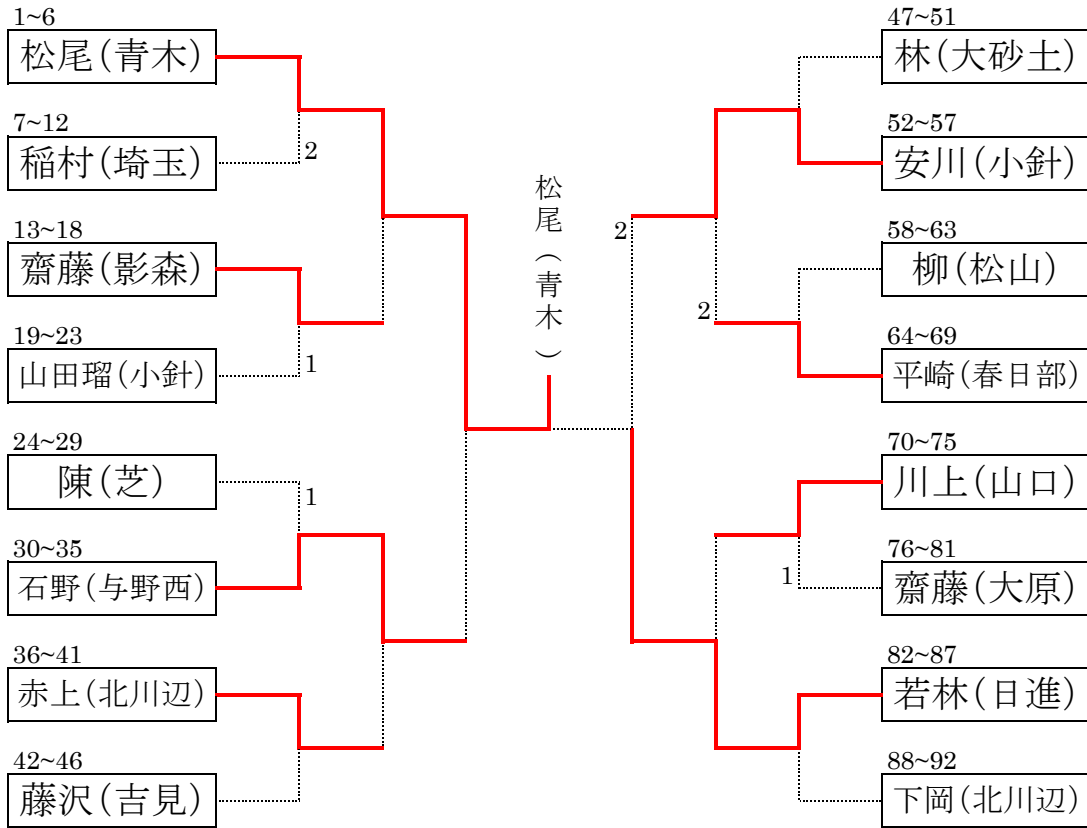 1~6
松尾(青木)
7~12
稲村(埼玉)
2
13~18
齋藤(影森)
19~23
山田瑠(小針)
1
24~29
陳(芝)
1
30~35
石野(与野西)
36~41
赤上(北川辺)
42~46
藤沢(吉見)
松尾(青木)
47~51
林(大砂土)
52~57
安川(小針)
2
58~63
柳(松山)
2
64~69
平崎(春日部)
70~75
川上(山口)
76~81
1
齋藤(大原)
82~87
若林(日進)
88~92
下岡(北川辺)